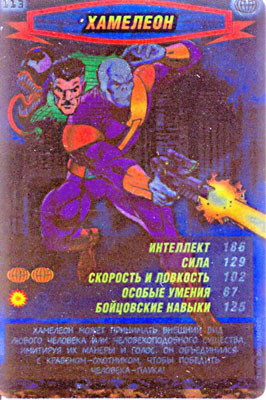 113
ХАМЕЛЕОН
ИНТЕЛЛЕКТ 186
СИЛА 129
СКОРОСТЬ И ЛОВКОСТЬ 102
ОСОБЫЕ УМЕНИЯ 67
БОЙЦОВСКИЕ НАВЫКИ 125
ХАМЕЛЕОН МОЖЕТ ПРИНИМАТЬ ВНЕШНИЙ ВИД
ЛЮБОГО ЧЕЛОВЕКА ИЛИ ЧЕЛОВЕКОПОДОБНОГО СУЩЕСТВА,
ИМИТИРУЯ ИХ МАНЕРЫ И ГОЛОС. ОН ОБЪЕДИНИЛСЯ
С КРАВЕНОМ-ОХОТНИКОМ, ЧТОБЫ ПОБЕДИТЬ
ЧЕЛОВЕКА-ПАУКА!